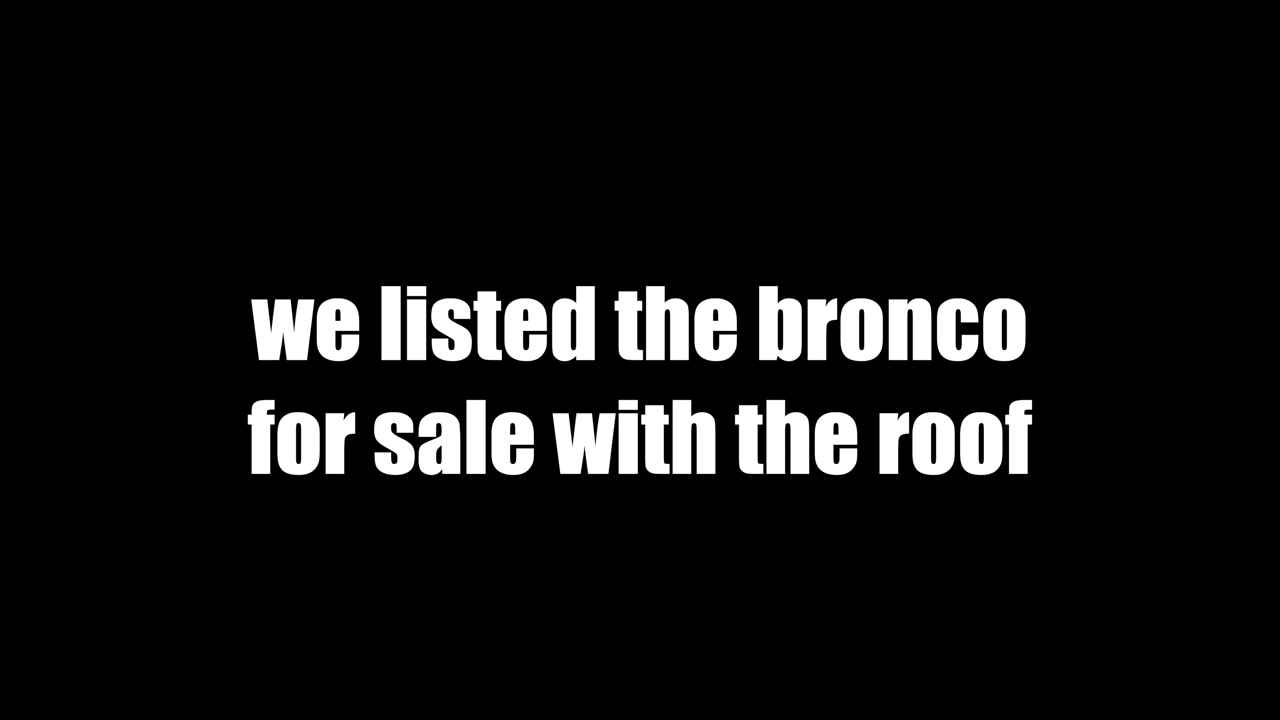 we listed the bronco
for sale with the roof